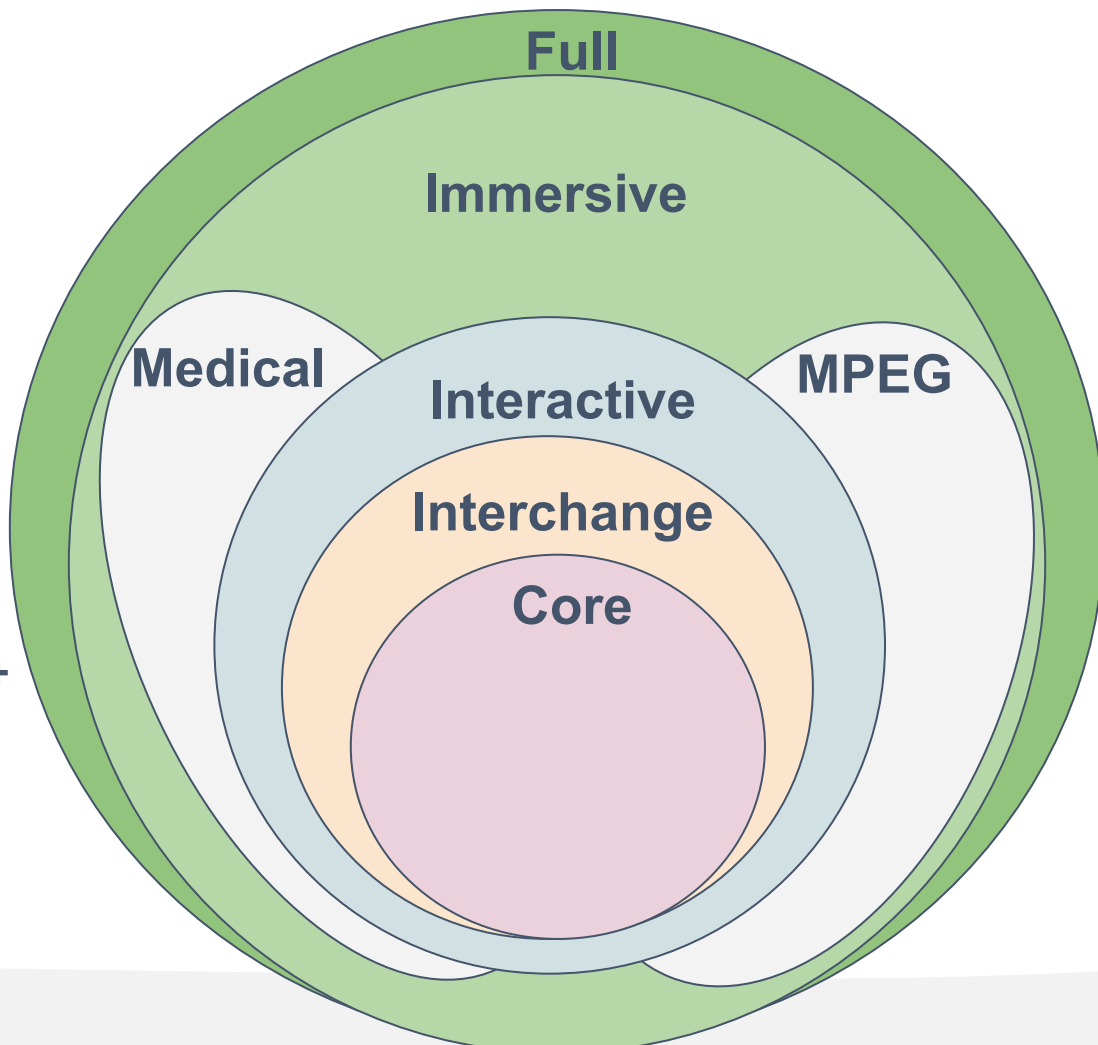 Full
Immersive
Medical
MPEG
Interactive
Interchange
Core